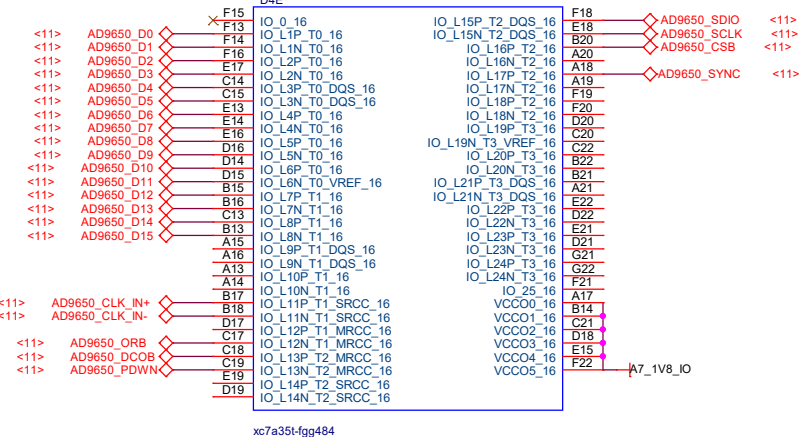 D4E
F15 IO_0_16 IO_L15P_T2_DQS_16 F18 AD9650_SDIO <11>
<11> AD9650_D0 F13 IO_L1P_T0_16 IO_L15N_T2_DQS_16 E18 AD9650_SCLK <11>
<11> AD9650_D1 F14 IO_L1N_T0_16 IO_L16P_T2_16 B20 AD9650_CSB <11>
<11> AD9650_D2 F16 IO_L2P_T0_16 IO_L16N_T2_16 A20
<11> AD9650_D3 E17 IO_L2N_T0_16 IO_L17P_T2_16 A18 AD9650_SYNC <11>
<11> AD9650_D4 C14 IO_L3P_T0_DQS_16 IO_L17N_T2_16 A19
<11> AD9650_D5 C15 IO_L3N_T0_DQS_16 IO_L18P_T2_16 F19
<11> AD9650_D6 E13 IO_L4P_T0_16 IO_L18N_T2_16 F20
<11> AD9650_D7 E14 IO_L4N_T0_16 IO_L19P_T3_16 D20
<11> AD9650_D8 E16 IO_L5P_T0_16 IO_L19N_T3_VREF_16 C20
<11> AD9650_D9 D16 IO_L5N_T0_16 IO_L20P_T3_16 C22
<11> AD9650_D10 D14 IO_L6P_T0_16 IO_L20N_T3_16 B22
<11> AD9650_D11 D15 IO_L6N_T0_VREF_16 IO_L21P_T3_DQS_16 B21
<11> AD9650_D12 B15 IO_L7P_T1_16 IO_L21N_T3_DQS_16 A21
<11> AD9650_D13 B16 IO_L7N_T1_16 IO_L22P_T3_16 E22
<11> AD9650_D14 C13 IO_L8P_T1_16 IO_L22N_T3_16 D22
<11> AD9650_D15 B13 IO_L8N_T1_16 IO_L23P_T3_16 E21
A15 IO_L9P_T1_DQS_16 IO_L23N_T3_16 D21
A16 IO_L9N_T1_DQS_16 IO_L24P_T3_16 G21
A13 IO_L10P_T1_16 IO_L24N_T3_16 G22
A14 IO_L10N_T1_16 IO_25_16 F21
<11> AD9650_CLK_IN+ B17 IO_L11P_T1_SRCC_16 VCCO0_16 A17
<11> AD9650_CLK_IN- B18 IO_L11N_T1_SRCC_16 VCCO1_16 B14
D17 IO_L12P_T1_MRCC_16 VCCO2_16 C21
<11> AD9650_ORB C17 IO_L12N_T1_MRCC_16 VCCO3_16 D18
<11> AD9650_DCOB C18 IO_L13P_T2_MRCC_16 VCCO4_16 E15
<11> AD9650_PDWN C19 IO_L13N_T2_MRCC_16 VCCO5_16 F22 A7_1V8_IO
E19 IO_L14P_T2_SRCC_16
D19 IO_L14N_T2_SRCC_16
xc7a35t-fgg484